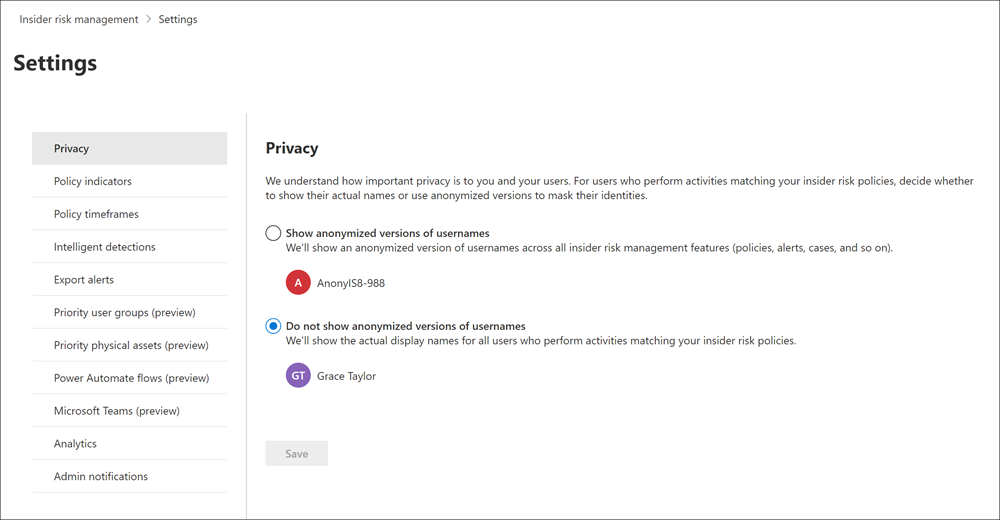 Insider risk management > Settings
Settings
Privacy
Policy indicators
Policy timeframes
Intelligent detections
Export alerts
Priority user groups (preview)
Priority physical assets (preview)
Power Automate flows (preview)
Microsoft Teams (preview)
Analytics
Admin notifications
Privacy
We understand how important privacy is to you and your users. For users who perform activities matching your insider risk policies, decide whether
to show their actual names or use anonymized versions to mask their identities.
Show anonymized versions of usernames
We'll show an anonymized version of usernames across all insider risk management features (policies, alerts, cases, and so on).
A AnonyIS8-988
Do not show anonymized versions of usernames
We'll show the actual display names for all users who perform activities matching your insider risk policies.
GT Grace Taylor
Save